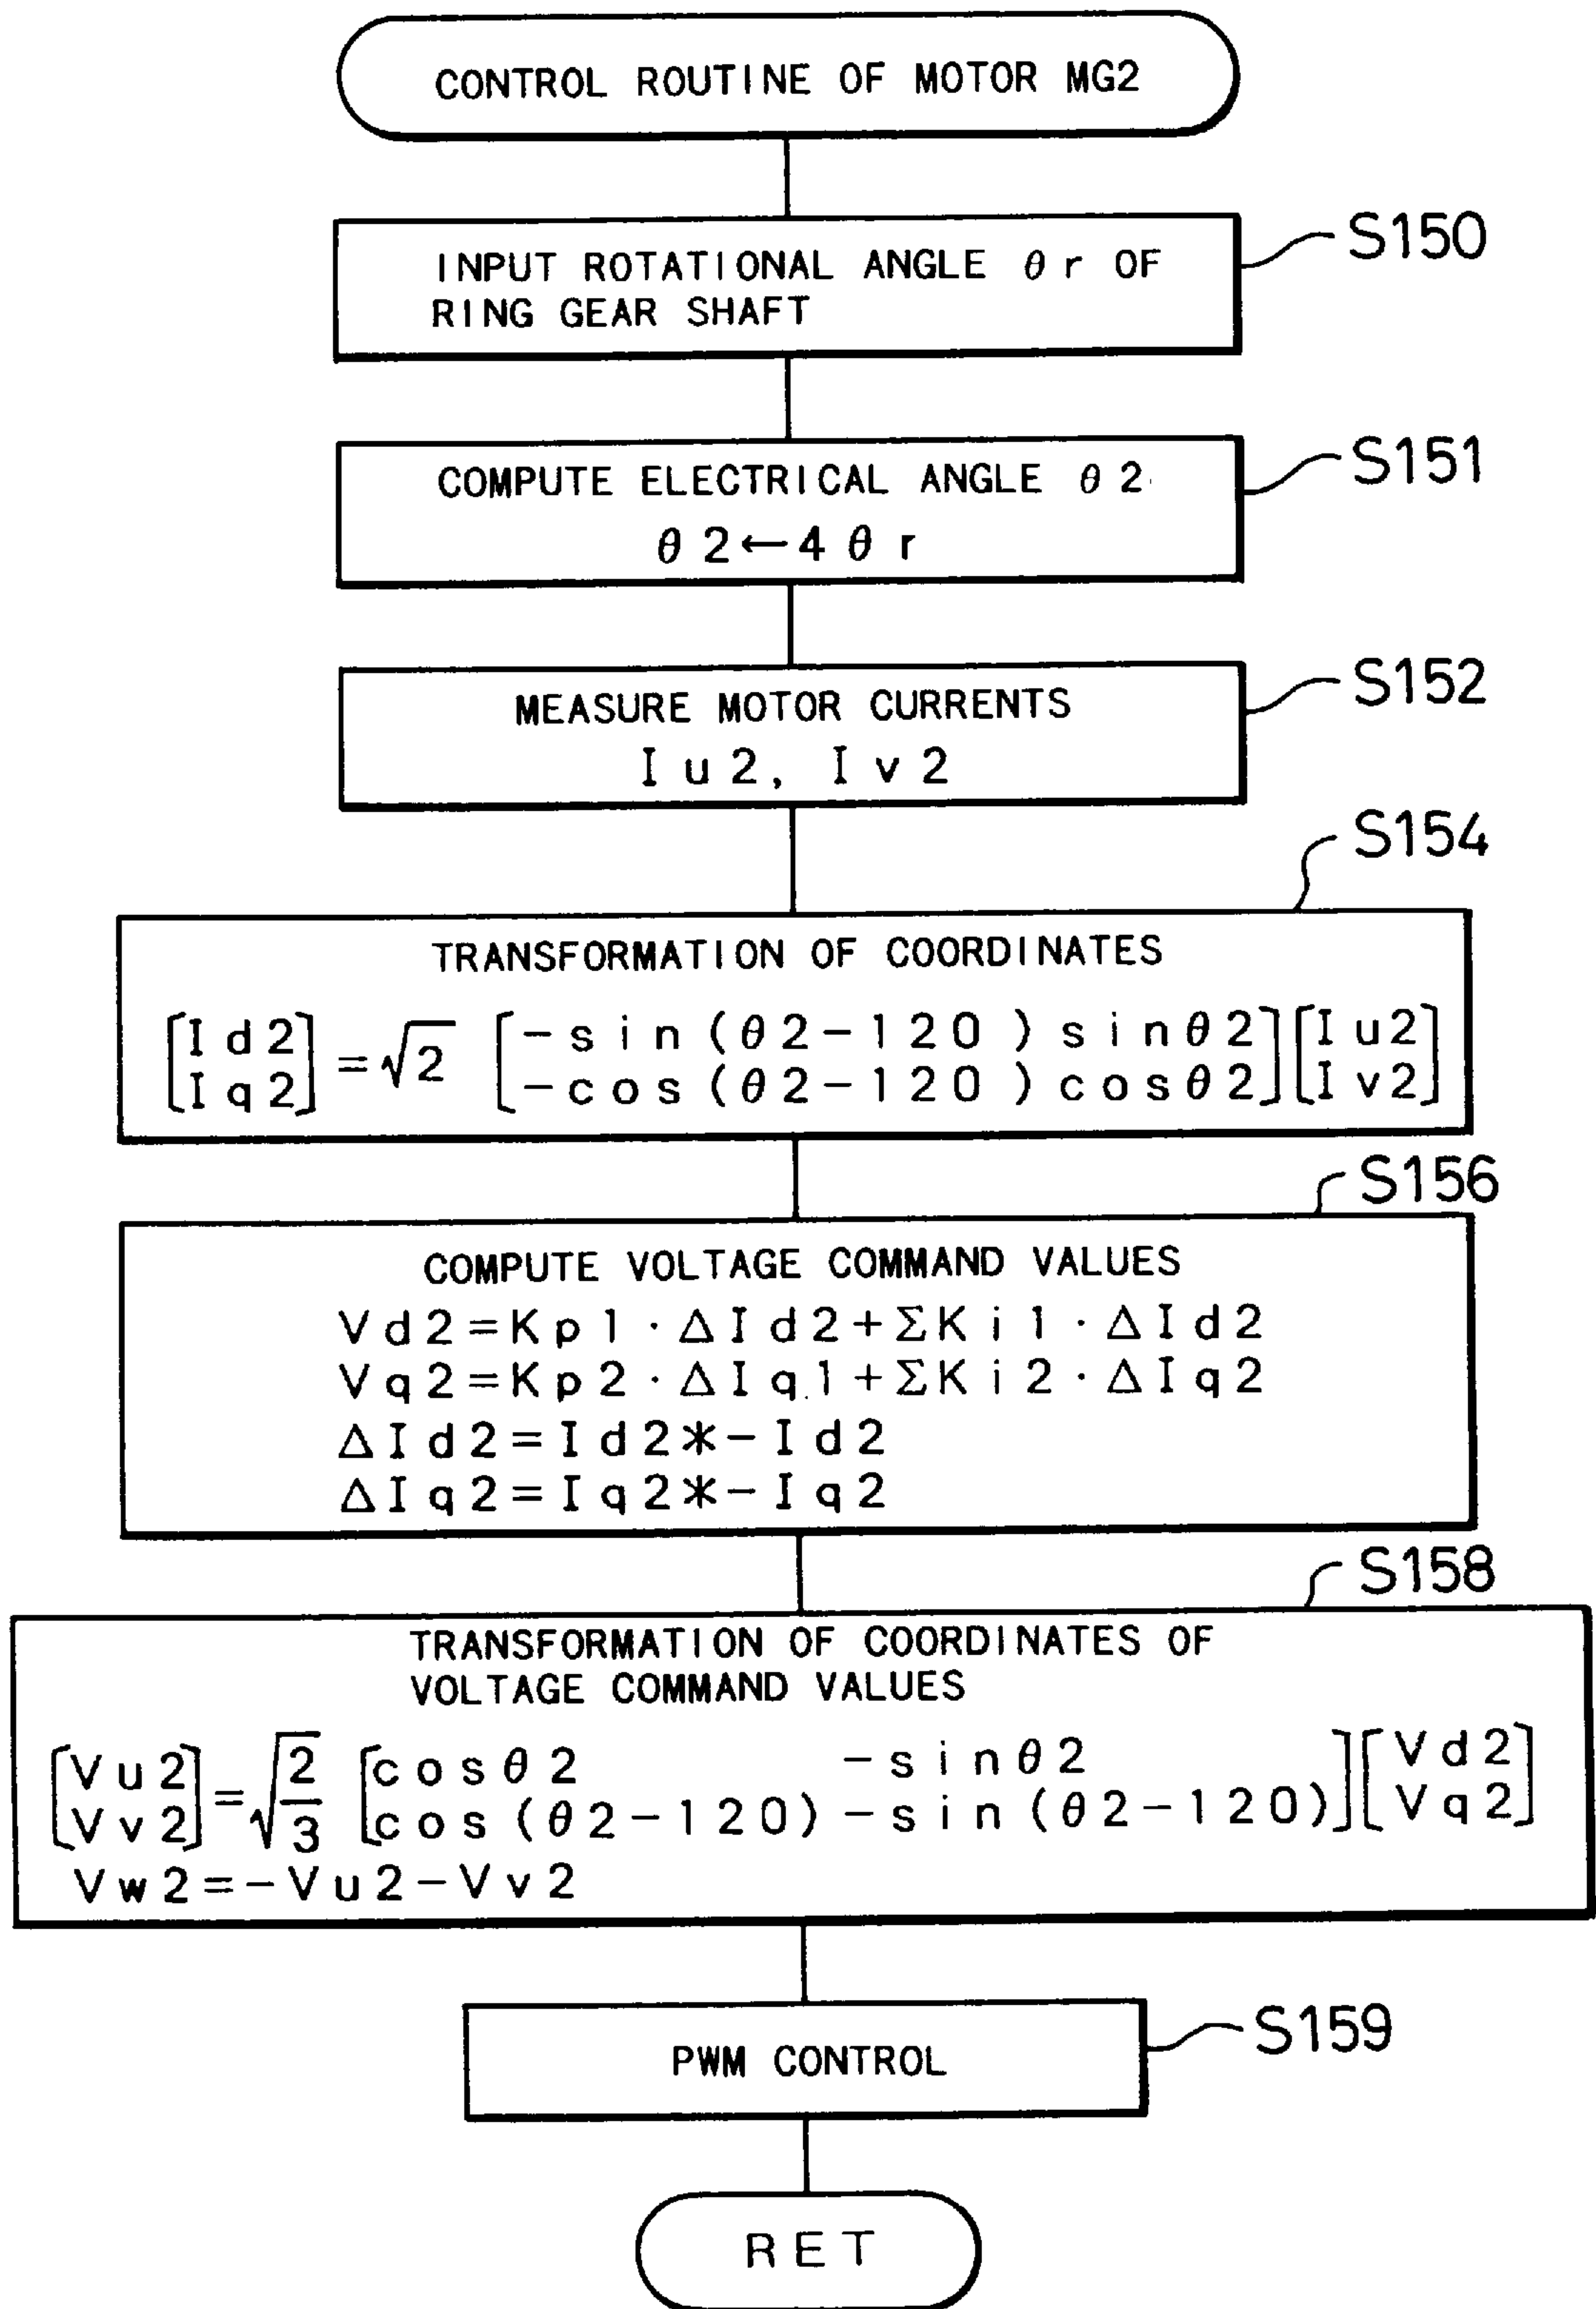 CONTROL ROUTINE OF MOTOR MG2
S150
INPUT ROTATIONAL ANGLE θr OF
RING GEAR SHAFT
S151
COMPUTE ELECTRICAL ANGLE θ2
θ2←4θr
S152
MEASURE MOTOR CURRENTS
Iu2, Iv2
S154
TRANSFORMATION OF COORDINATES
[Id2] = √2 [-sin(θ2-120) sinθ2][Iu2]
[Iq2] [-cos(θ2-120) cosθ2][Iv2]
S156
COMPUTE VOLTAGE COMMAND VALUES
Vd2=Kp1·ΔId2+ΣKi1·ΔId2
Vq2=Kp2·ΔIq1+ΣKi2·ΔIq2
ΔId2=Id2*-Id2
ΔIq2=Iq2*-Iq2
S158
TRANSFORMATION OF COORDINATES OF
VOLTAGE COMMAND VALUES
[Vu2] = √2/3 [cosθ2 -sinθ2][Vd2]
[Vv2] [cos(θ2-120) -sin(θ2-120)][Vq2]
Vw2=-Vu2-Vv2
S159
PWM CONTROL
RET